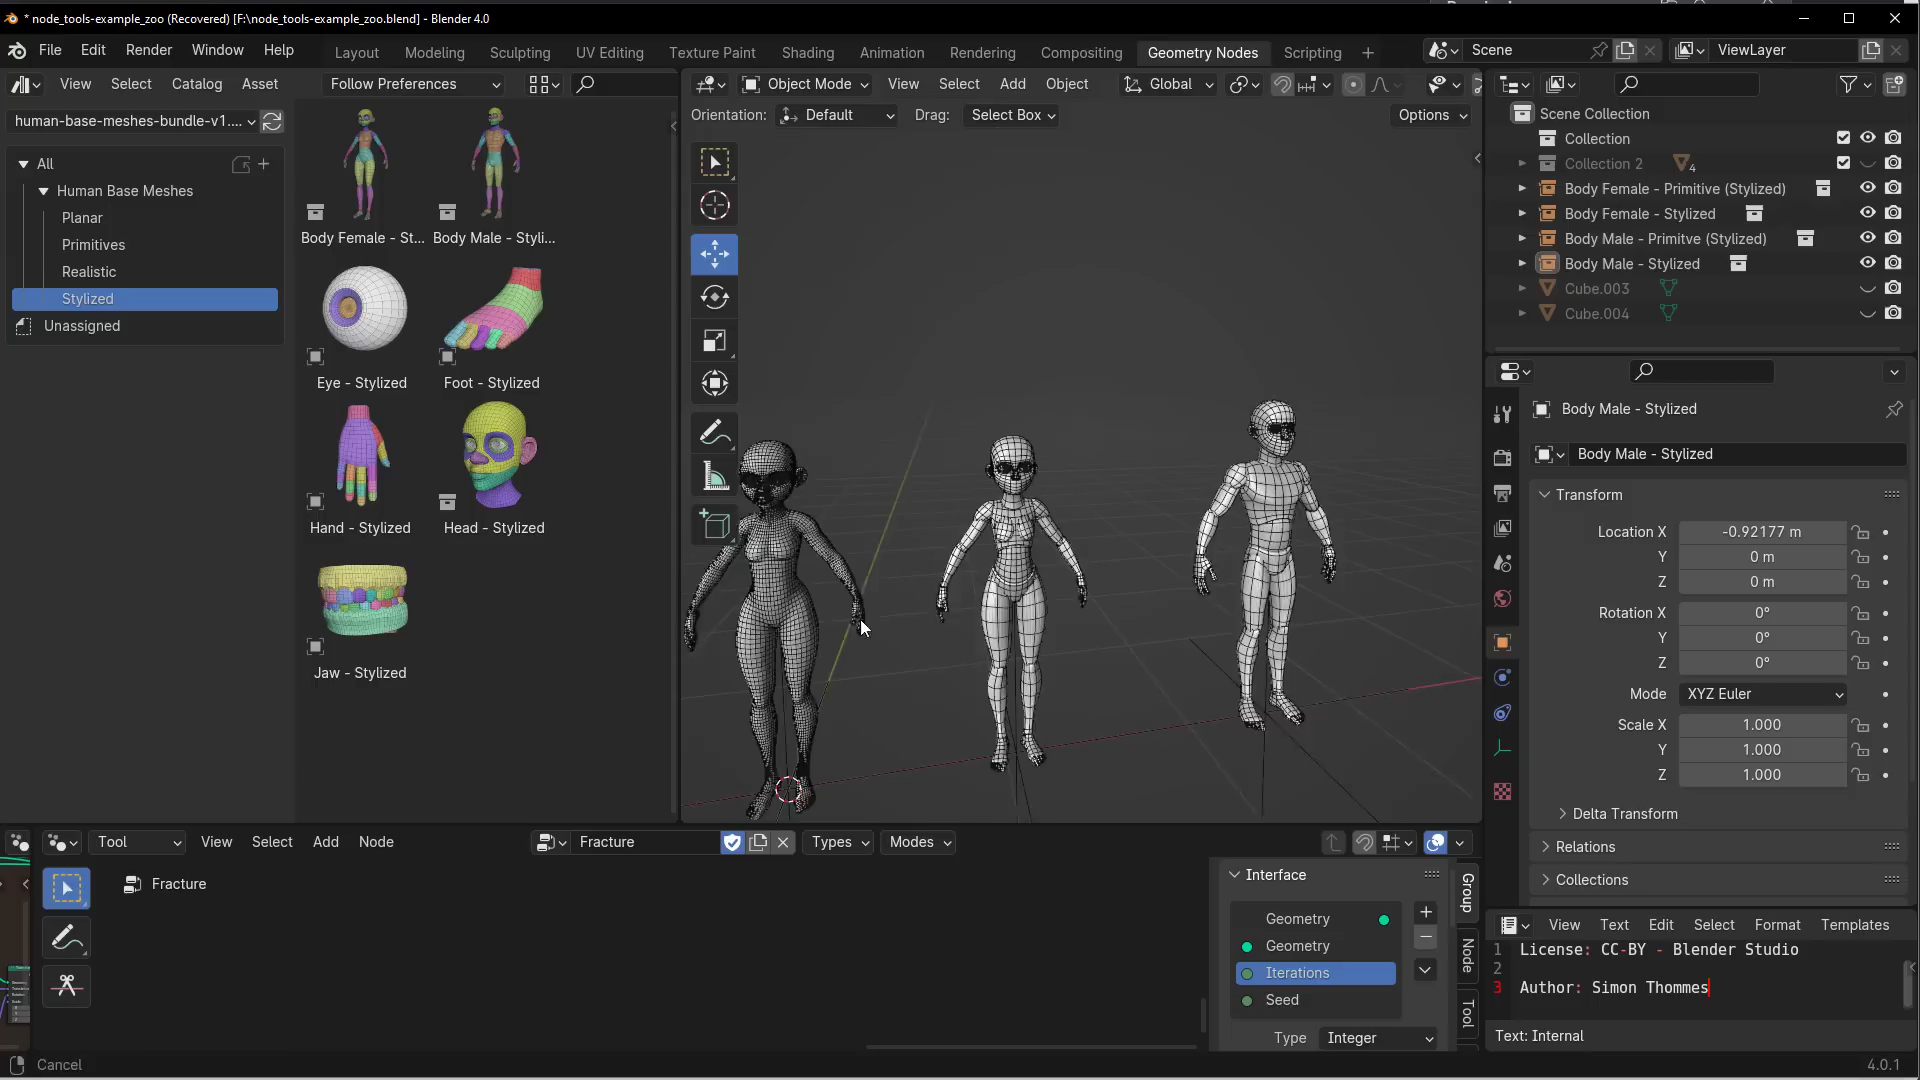 * node_tools-example_zoo (Recovered) [F:\node_tools-example_zoo.blend] - Blender 4.0
File Edit Render Window Help
Layout Modeling Sculpting UV Editing Texture Paint Shading Animation Rendering Compositing Geometry Nodes Scripting +
Scene
ViewLayer
View Select Catalog Asset
Follow Preferences
Object Mode View Select Add Object Global
human-base-meshes-bundle-v1....
Orientation: Default Drag: Select Box Options
All
Human Base Meshes
Planar
Primitives
Realistic
Stylized
Unassigned
Body Female - St...
Body Male - Styli...
Eye - Stylized
Foot - Stylized
Hand - Stylized
Head - Stylized
Jaw - Stylized
Scene Collection
Collection
Collection 2 4
Body Female - Primitive (Stylized)
Body Female - Stylized
Body Male - Primitve (Stylized)
Body Male - Stylized
Cube.003
Cube.004
Body Male - Stylized
Body Male - Stylized
Transform
Location X -0.92177 m
Y 0 m
Z 0 m
Rotation X 0°
Y 0°
Z 0°
Mode XYZ Euler
Scale X 1.000
Y 1.000
Z 1.000
Delta Transform
Relations
Collections
Tool View Select Add Node
Fracture
Types Modes
Fracture
Interface
Geometry
Geometry
Iterations
Seed
Type Integer
Group
Node
Tool
View Text Edit Select Format Templates
1 License: CC-BY - Blender Studio
2
3 Author: Simon Thommes
Text: Internal
Cancel
4.0.1